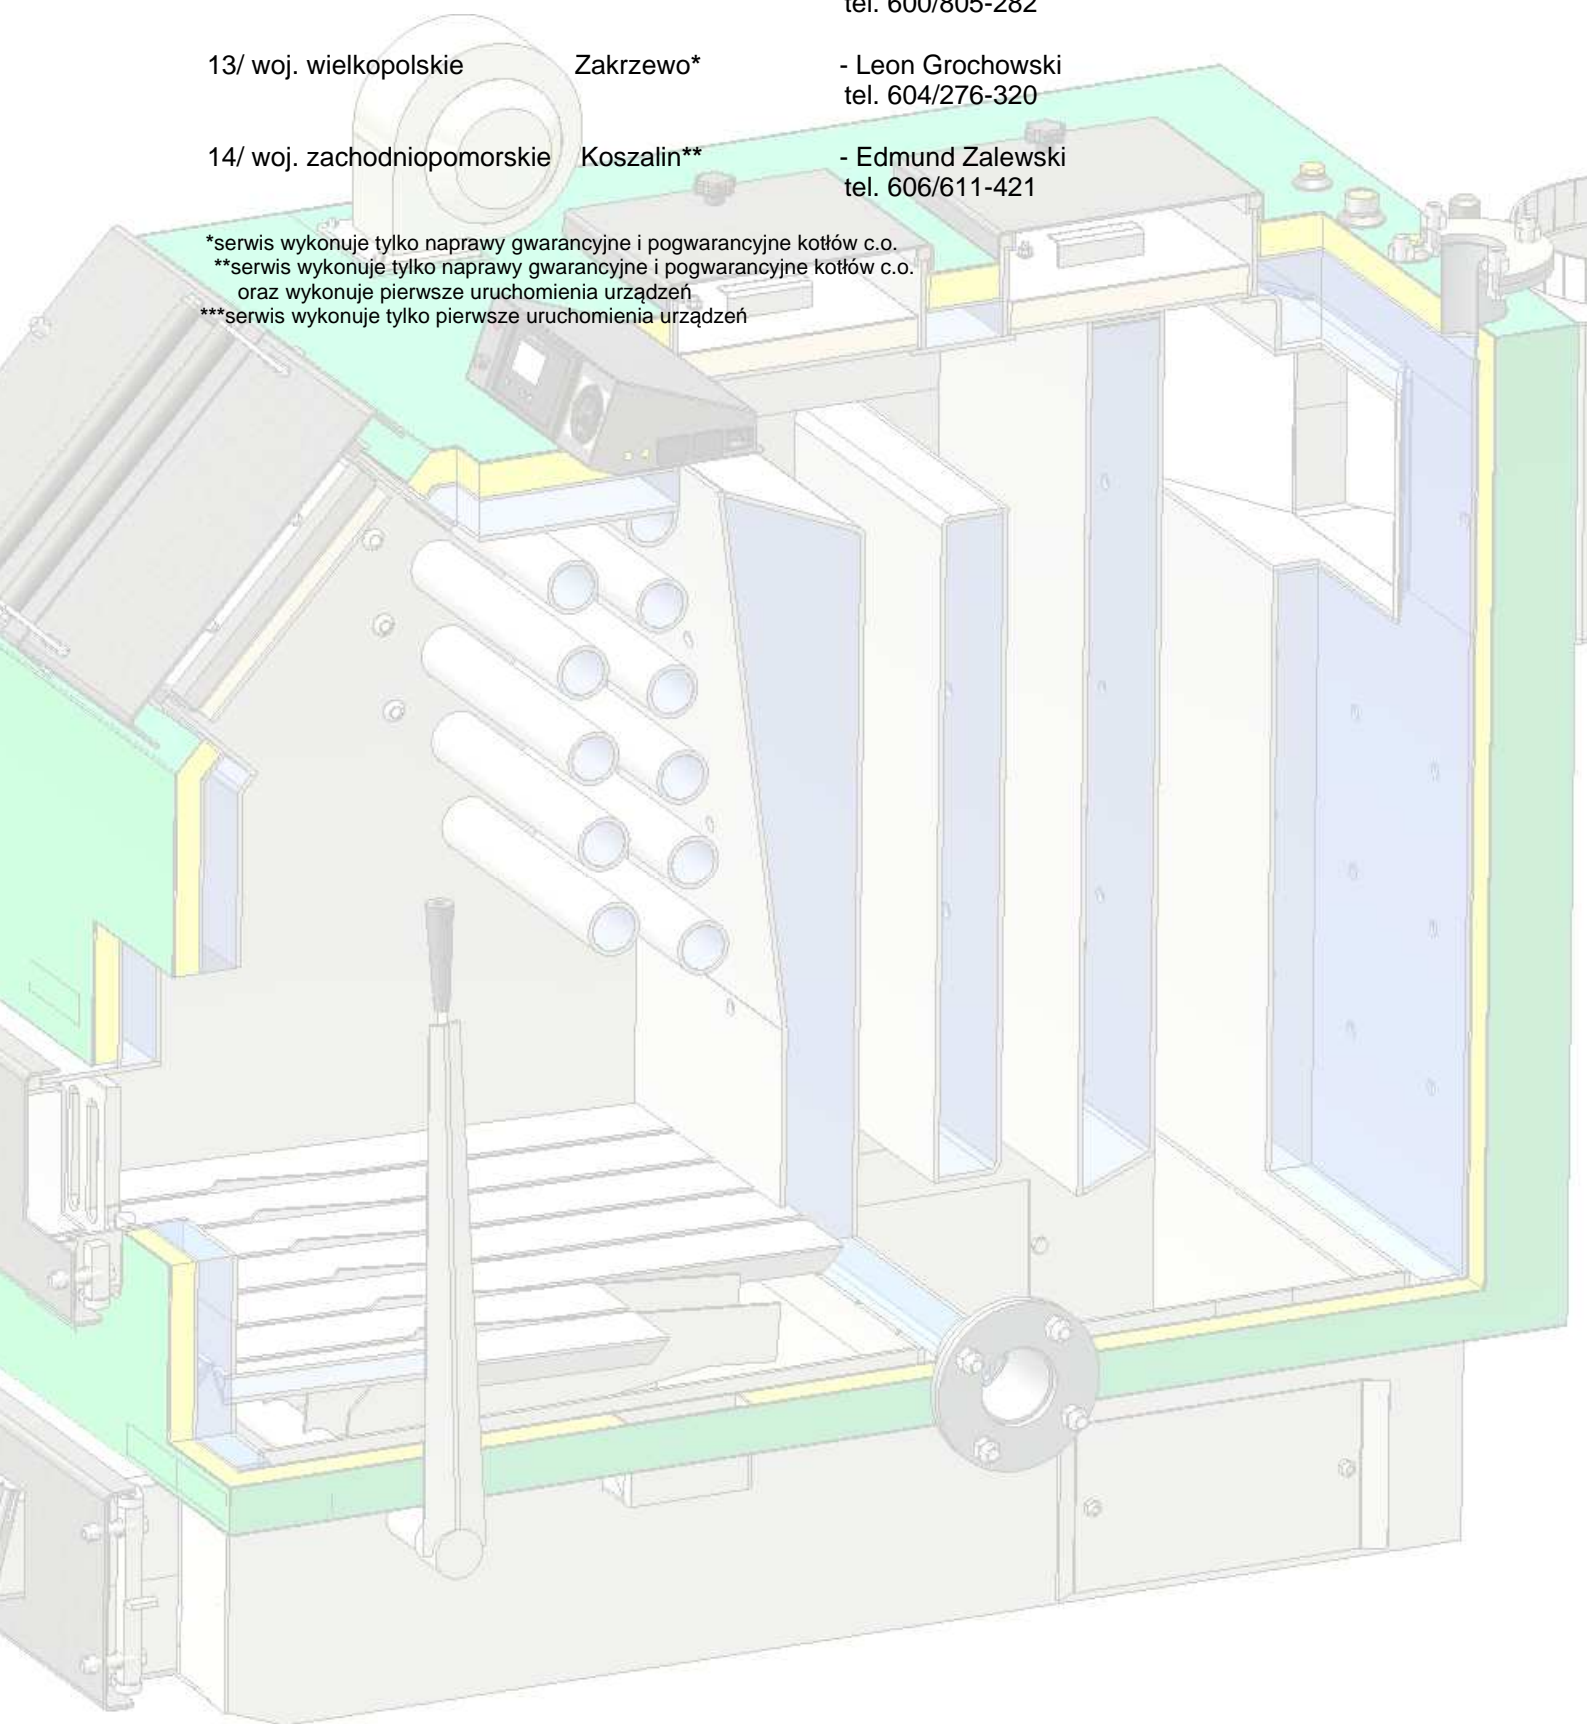 tel. 600/805-282
13/ woj. wielkopolskie Zakrzewo* - Leon Grochowski
tel. 604/276-320
14/ woj. zachodniopomorskie Koszalin** - Edmund Zalewski
tel. 606/611-421
*serwis wykonuje tylko naprawy gwarancyjne i pogwarancyjne kotłów c.o.
**serwis wykonuje tylko naprawy gwarancyjne i pogwarancyjne kotłów c.o.
oraz wykonuje pierwsze uruchomienia urządzeń
***serwis wykonuje tylko pierwsze uruchomienia urządzeń